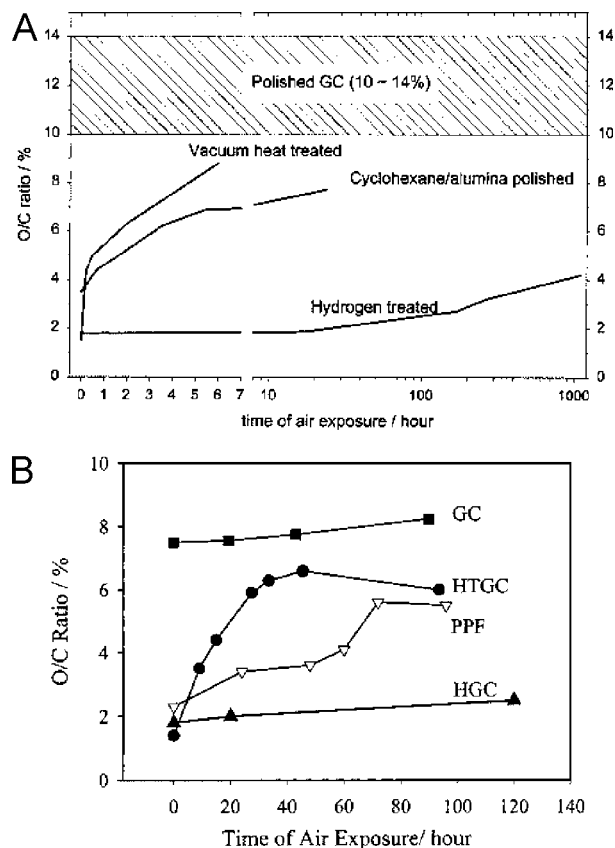 A
14
14
12
Polished GC (10 ~ 14%)
12
10
10
Vacuum heat treated
8
Cyclohexane/alumina polished
8
O/C ratio / %
6
6
4
4
Hydrogen treated
2
2
0
0
0 1 2 3 4 5 6 7 10 100 1000
time of air exposure / hour
B
10
GC
8
HTGC
6
PPF
O/C Ratio / %
4
HGC
2
0
0 20 40 60 80 100 120 140
Time of Air Exposure/ hour